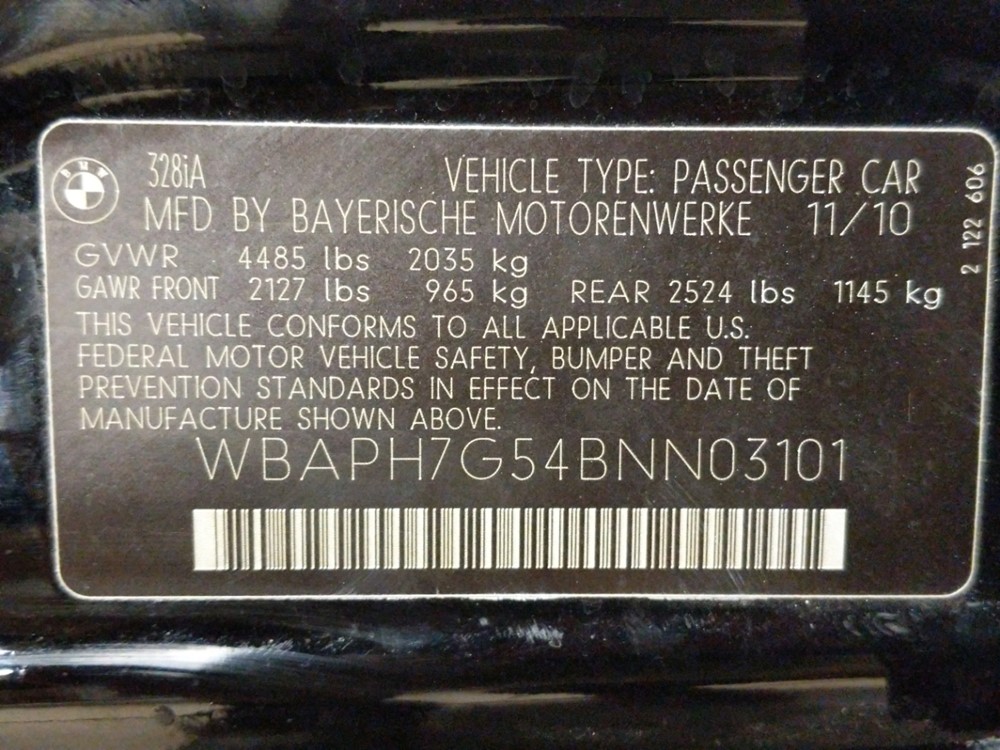 BMW
328iA VEHICLE TYPE: PASSENGER CAR
MFD BY BAYERISCHE MOTORENWERKE 11/10
GVWR 4485 lbs 2035 kg
GAWR FRONT 2127 lbs 965 kg REAR 2524 lbs 1145 kg
THIS VEHICLE CONFORMS TO ALL APPLICABLE U.S.
FEDERAL MOTOR VEHICLE SAFETY, BUMPER AND THEFT
PREVENTION STANDARDS IN EFFECT ON THE DATE OF
MANUFACTURE SHOWN ABOVE.
WBAPH7G54BNN03101
2 122 606